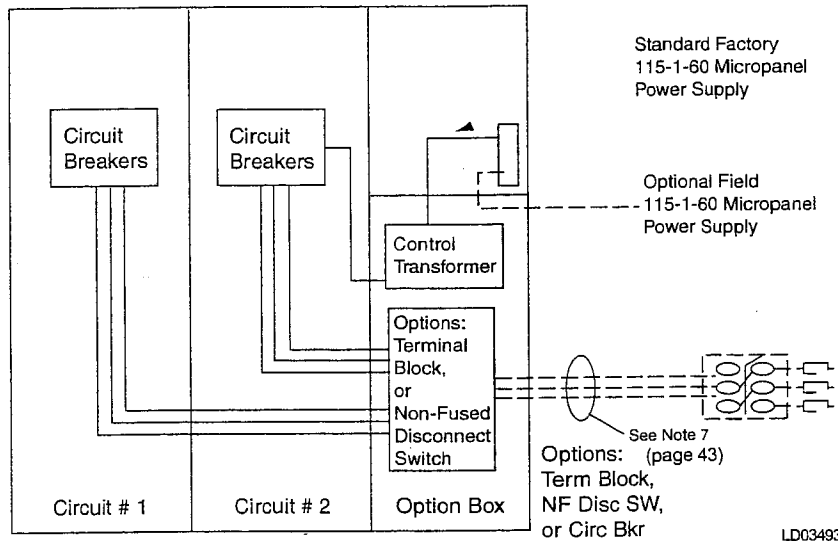 Standard Factory
115-1-60 Micropanel
Power Supply
Circuit
Breakers
Circuit
Breakers
Optional Field
115-1-60 Micropanel
Power Supply
Control
Transformer
Options:
Terminal
Block,
or
Non-Fused
Disconnect
Switch
See Note 7
(page 43)
Options:
Term Block,
NF Disc SW,
or Circ Bkr
Circuit # 1
Circuit # 2
Option Box
LD03493